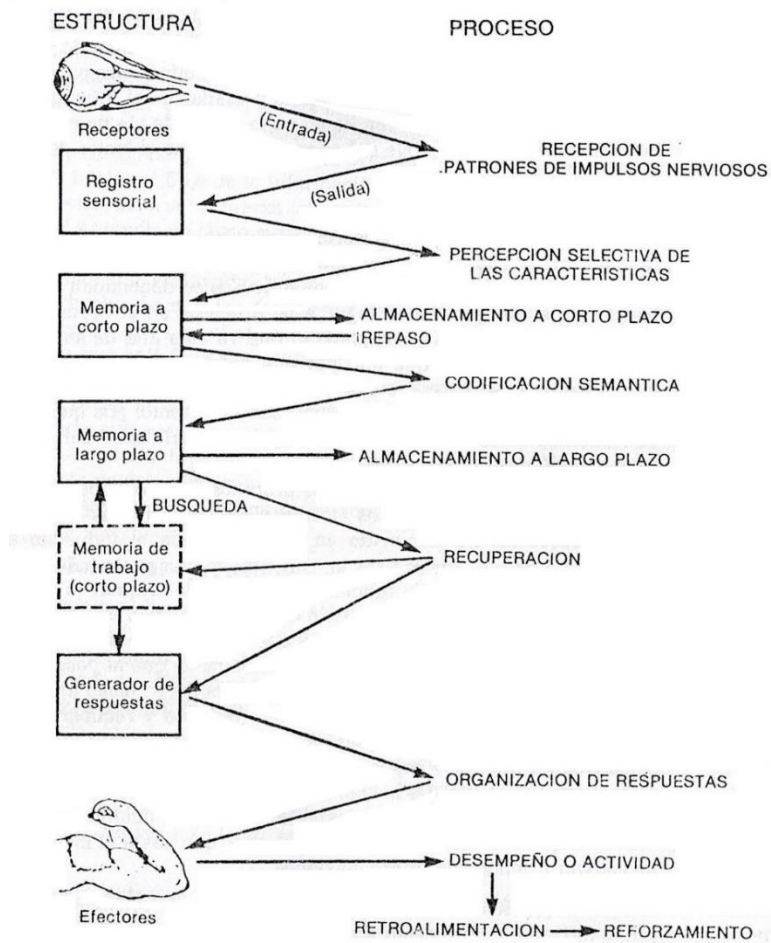 ESTRUCTURA
PROCESO
Receptores
(Entrada)
RECEPCION DE
.PATRONES DE IMPULSOS NERVIOSOS
Registro
sensorial
(Salida)
PERCEPCION SELECTIVA DE
LAS CARACTERISTICAS
Memoria a
corto plazo
ALMACENAMIENTO A CORTO PLAZO
REPASO
CODIFICACION SEMANTICA
Memoria a
largo plazo
ALMACENAMIENTO A LARGO PLAZO
BUSQUEDA
Memoria de
trabajo
(corto plazo)
RECUPERACION
Generador de
respuestas
ORGANIZACION DE RESPUESTAS
Efectores
DESEMPEÑO O ACTIVIDAD
RETROALIMENTACION
REFORZAMIENTO